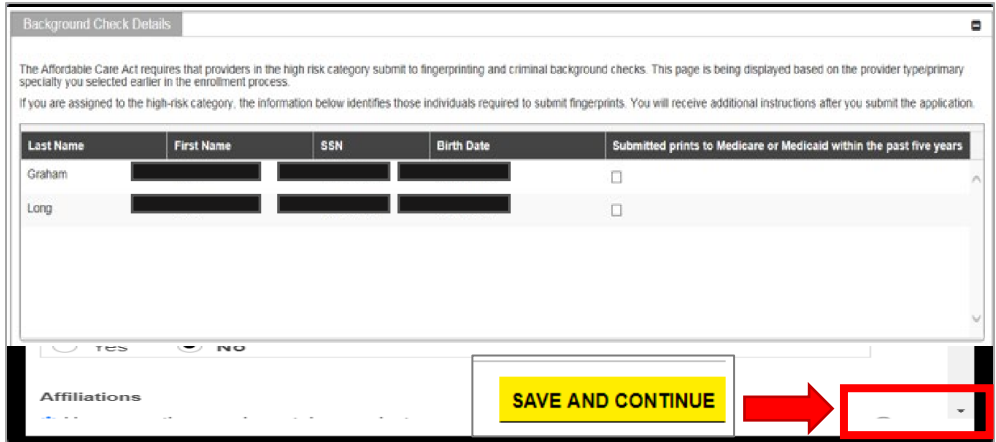 Background Check Details
The Affordable Care Act requires that providers in the high risk category submit to fingerprinting and criminal background checks. This page is being displayed based on the provider type/primary
specialty you selected earlier in the enrollment process.
If you are assigned to the high-risk category, the information below identifies those individuals required to submit fingerprints. You will receive additional instructions after you submit the application.
Last Name First Name SSN Birth Date Submitted prints to Medicare or Medicaid within the past five years
Graham
Long
Yes No
Affiliations
SAVE AND CONTINUE